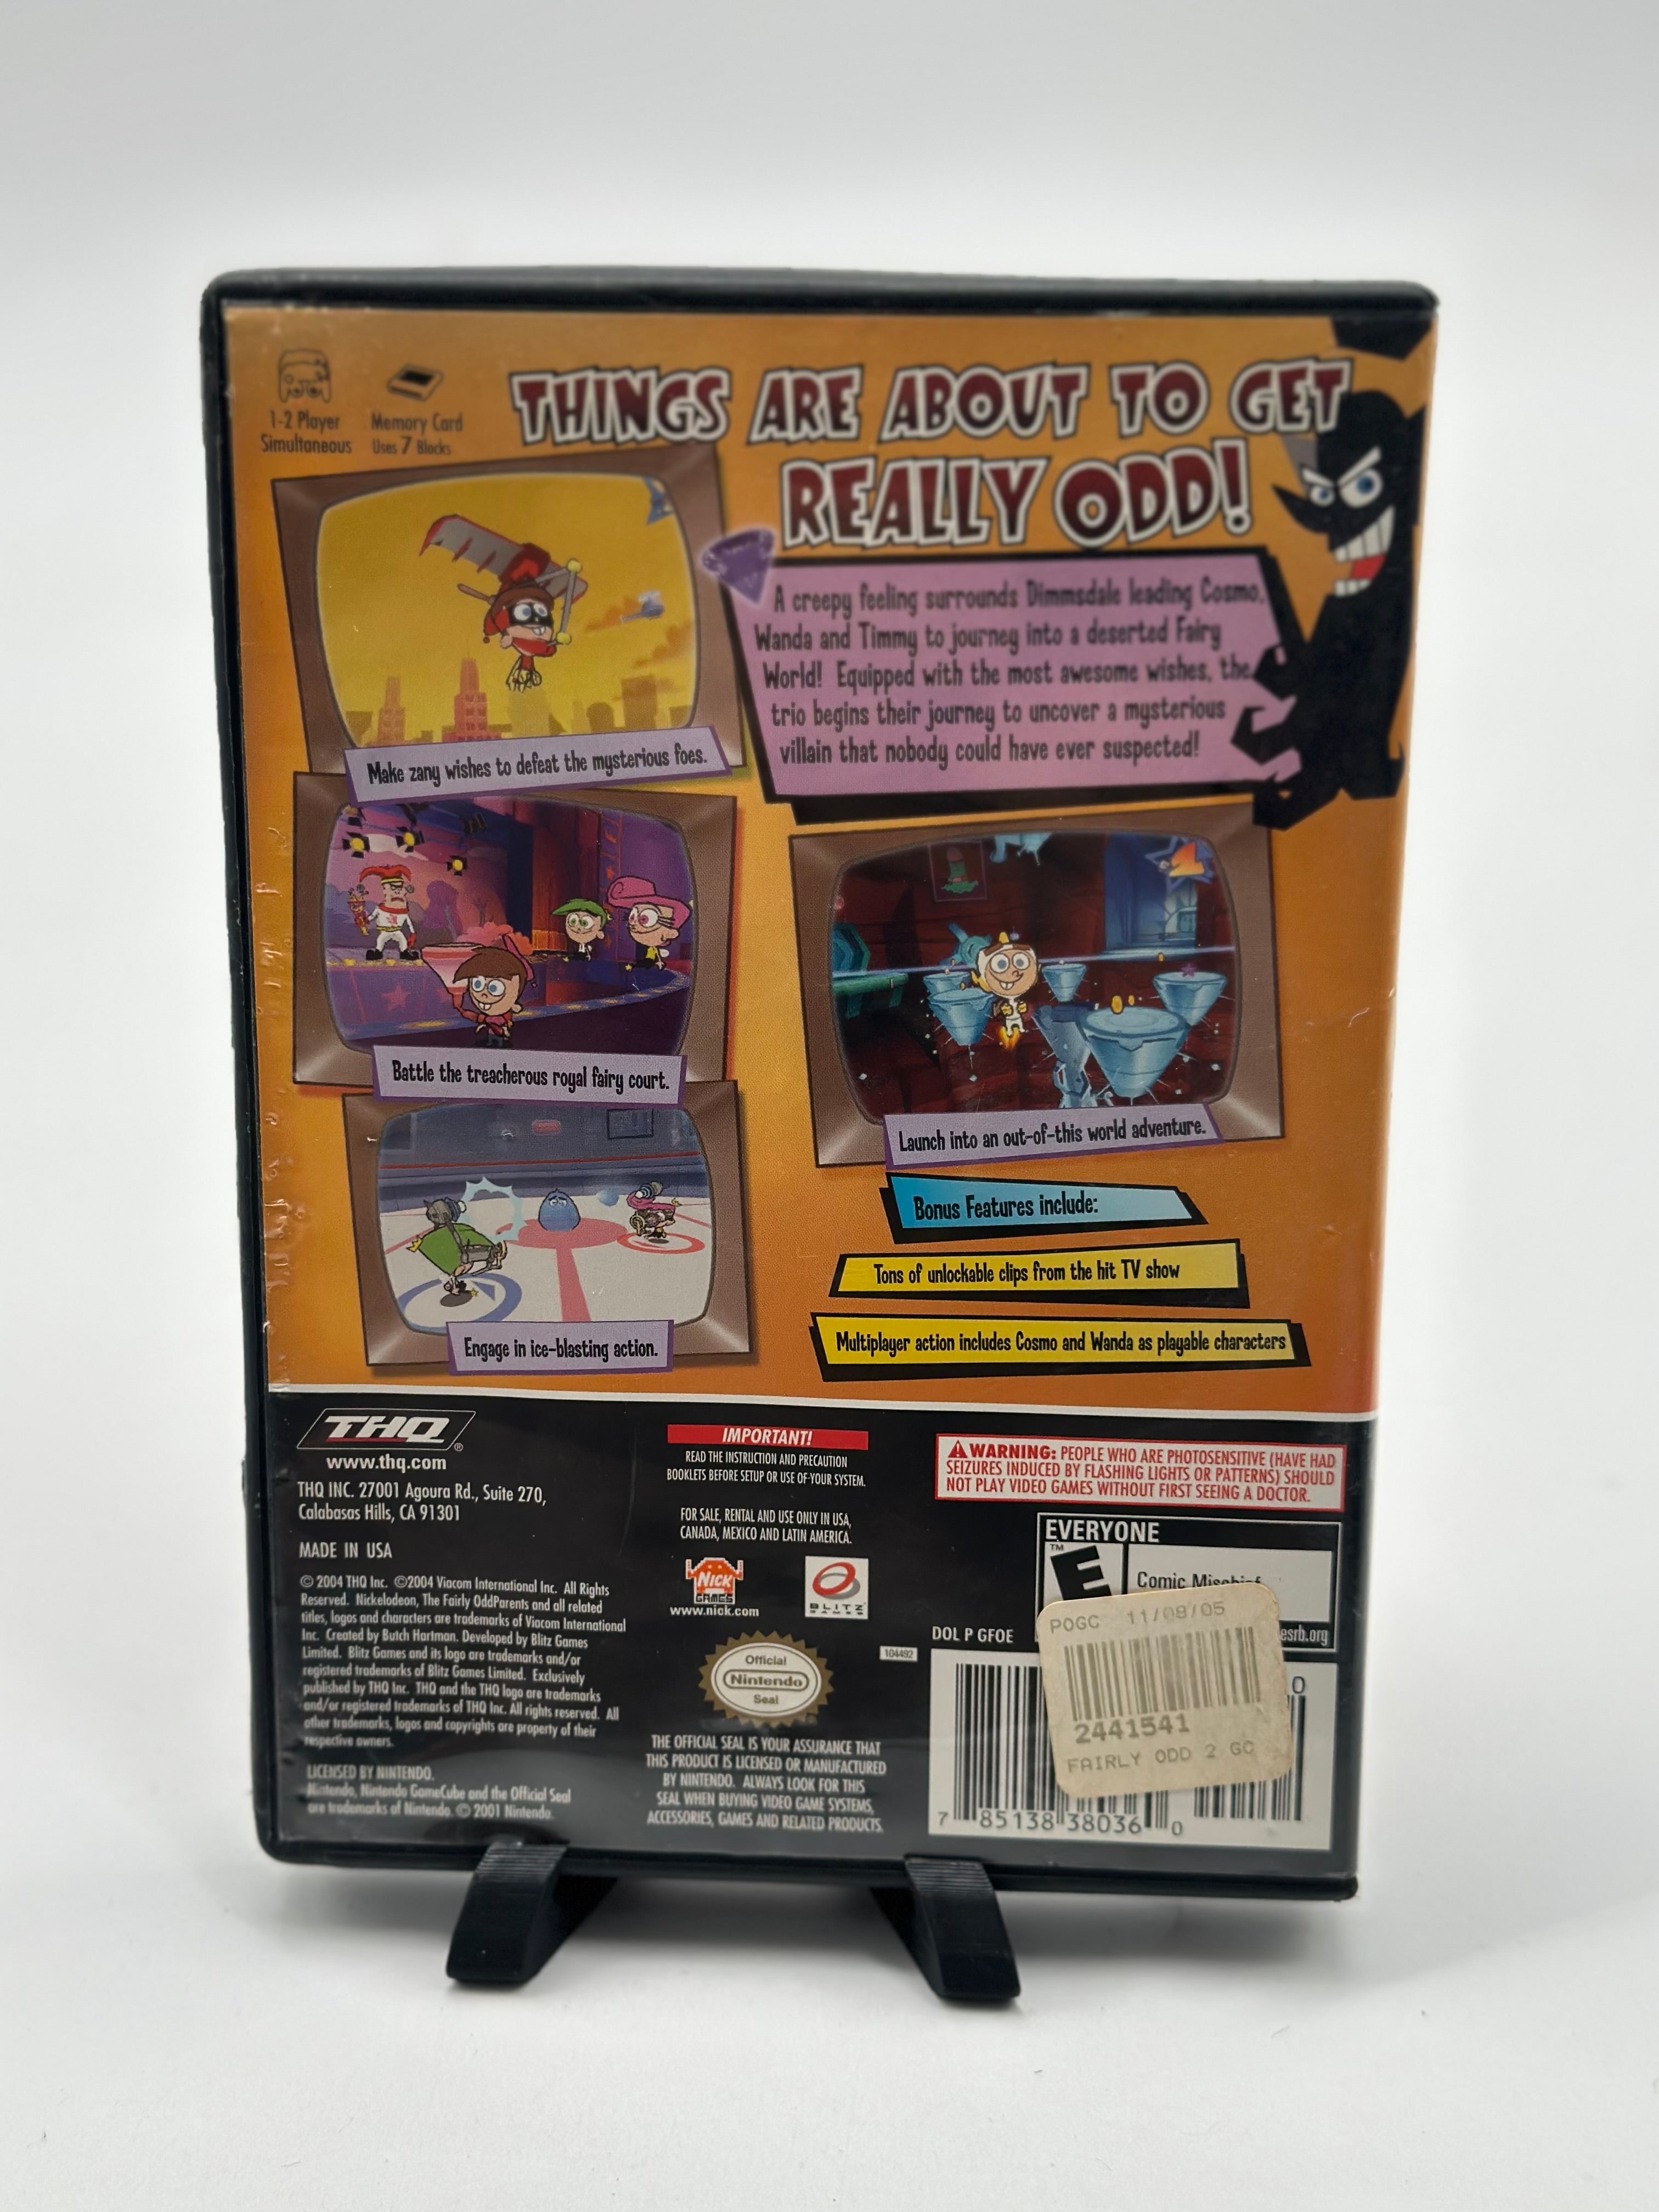 1-2 Player
Simultaneous
Memory Card
Uses 7 Blocks
THINGS ARE ABOUT TO GET
REALLY ODD!
A creepy feeling surrounds Dimmsdale leading Cosmo,
Wanda and Timmy to journey into a deserted Fairy
World! Equipped with the most awesome wishes, the
trio begins their journey to uncover a mysterious
villain that nobody could have ever suspected!
Make zany wishes to defeat the mysterious foes.
Battle the treacherous royal fairy court.
Launch into an out-of-this world adventure.
Engage in ice-blasting action.
Bonus Features include:
Tons of unlockable clips from the hit TV show
Multiplayer action includes Cosmo and Wanda as playable characters
THQ®
www.thq.com
THQ INC. 27001 Agoura Rd., Suite 270,
Calabasas Hills, CA 91301
MADE IN USA
© 2004 THQ Inc. ©2004 Viacom International Inc. All Rights
Reserved. Nickelodeon, The Fairly OddParents and all related
titles, logos and characters are trademarks of Viacom International
Inc. Created by Butch Hartman. Developed by Blitz Games
Limited. Blitz Games and its logo are trademarks and/or
registered trademarks of Blitz Games Limited. Exclusively
published by THQ Inc. THQ and the THQ logo are trademarks
and/or registered trademarks of THQ Inc. All rights reserved. All
other trademarks, logos and copyrights are property of their
respective owners.
LICENSED BY NINTENDO.
Nintendo, Nintendo GameCube and the Official Seal
are trademarks of Nintendo. © 2001 Nintendo.
IMPORTANT!
READ THE INSTRUCTION AND PRECAUTION
BOOKLETS BEFORE SETUP OR USE OF YOUR SYSTEM.
FOR SALE, RENTAL AND USE ONLY IN USA,
CANADA, MEXICO AND LATIN AMERICA.
NICK
GAMES
www.nick.com
BLITZ
GAMES
104492
Official
Nintendo
Seal
THE OFFICIAL SEAL IS YOUR ASSURANCE THAT
THIS PRODUCT IS LICENSED OR MANUFACTURED
BY NINTENDO. ALWAYS LOOK FOR THIS
SEAL WHEN BUYING VIDEO GAME SYSTEMS,
ACCESSORIES, GAMES AND RELATED PRODUCTS.
WARNING: PEOPLE WHO ARE PHOTOSENSITIVE (HAVE HAD
SEIZURES INDUCED BY FLASHING LIGHTS OR PATTERNS) SHOULD
NOT PLAY VIDEO GAMES WITHOUT FIRST SEEING A DOCTOR.
EVERYONE
E™
Comic Mischief
esrb.org
DOL P GFOE
POGC 11/08/05
2441541
FAIRLY ODD 2 GC
0
7 85138 38036 0